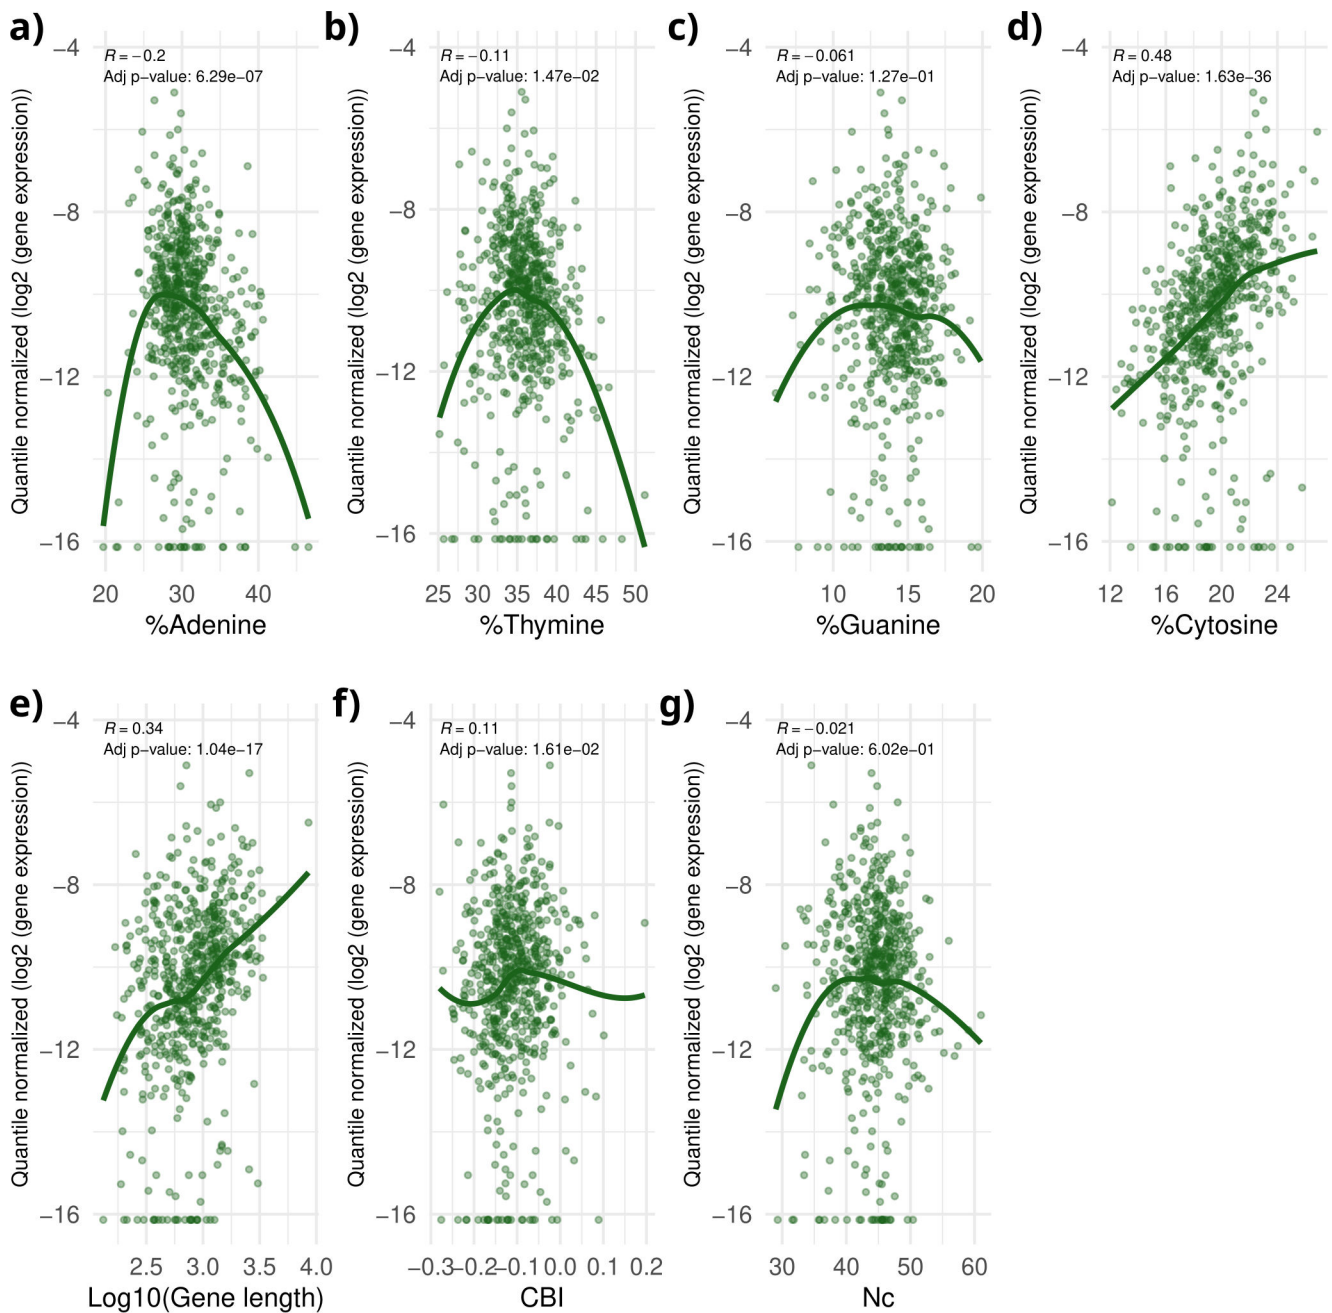 a)
R = −0.2
Adj p−value: 6.29e−07
Quantile normalized (log2 (gene expression))
−4
−8
−12
−16
20 30 40
%Adenine
b)
R = −0.11
Adj p−value: 1.47e−02
Quantile normalized (log2 (gene expression))
−4
−8
−12
−16
25 30 35 40 45 50
%Thymine
c)
R = −0.061
Adj p−value: 1.27e−01
Quantile normalized (log2 (gene expression))
−4
−8
−12
−16
10 15 20
%Guanine
d)
R = 0.48
Adj p−value: 1.63e−36
Quantile normalized (log2 (gene expression))
−4
−8
−12
−16
12 16 20 24
%Cytosine
e)
R = 0.34
Adj p−value: 1.04e−17
Quantile normalized (log2 (gene expression))
−4
−8
−12
−16
2.5 3.0 3.5 4.0
Log10(Gene length)
f)
R = 0.11
Adj p−value: 1.61e−02
Quantile normalized (log2 (gene expression))
−4
−8
−12
−16
−0.3 −0.2 −0.1 0.0 0.1 0.2
CBI
g)
R = −0.021
Adj p−value: 6.02e−01
Quantile normalized (log2 (gene expression))
−4
−8
−12
−16
30 40 50 60
Nc